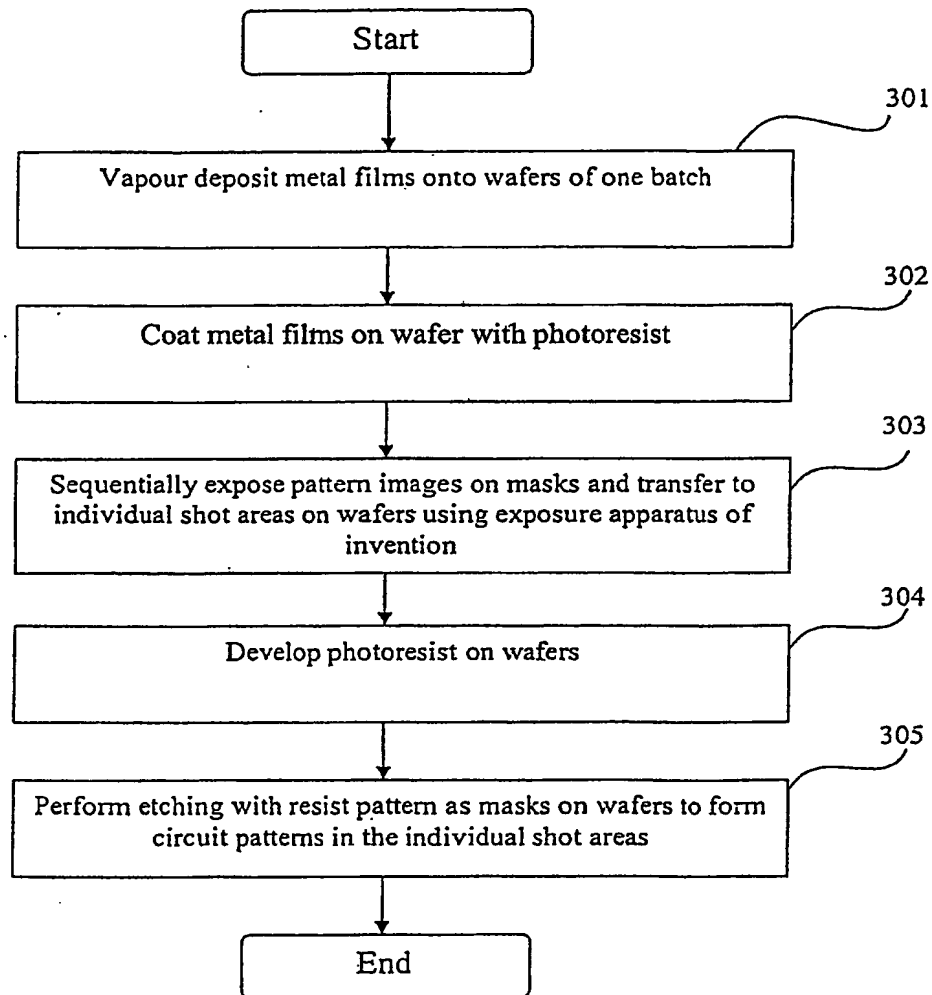 Start
301
Vapour deposit metal films onto wafers of one batch
302
Coat metal films on wafer with photoresist
303
Sequentially expose pattern images on masks and transfer to
individual shot areas on wafers using exposure apparatus of
invention
304
Develop photoresist on wafers
305
Perform etching with resist pattern as masks on wafers to form
circuit patterns in the individual shot areas
End